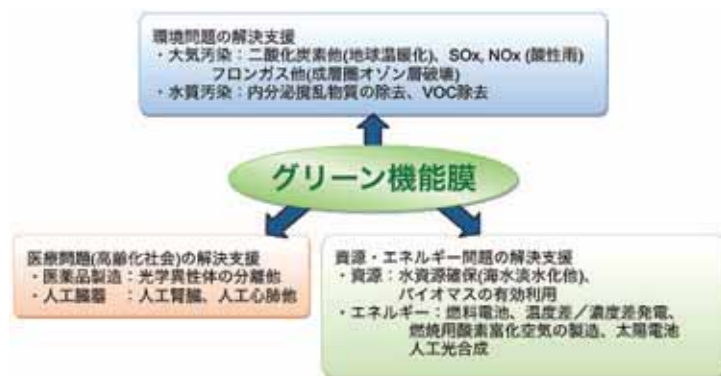 環境問題の解決支援
・大気汚染：二酸化炭素他(地球温暖化)、SOx, NOx (酸性雨)
フロンガス他(成層圏オゾン層破壊)
・水質汚染：内分泌撹乱物質の除去、VOC除去
グリーン機能膜
医療問題(高齢化社会)の解決支援
・医薬品製造：光学異性体の分離他
・人工臓器　：人工腎臓、人工心肺他
資源・エネルギー問題の解決支援
・資源：水資源確保(海水淡水化他)、
バイオマスの有効利用
・エネルギー：燃料電池、温度差／濃度差発電、
燃焼用酸素富化空気の製造、太陽電池
人工光合成